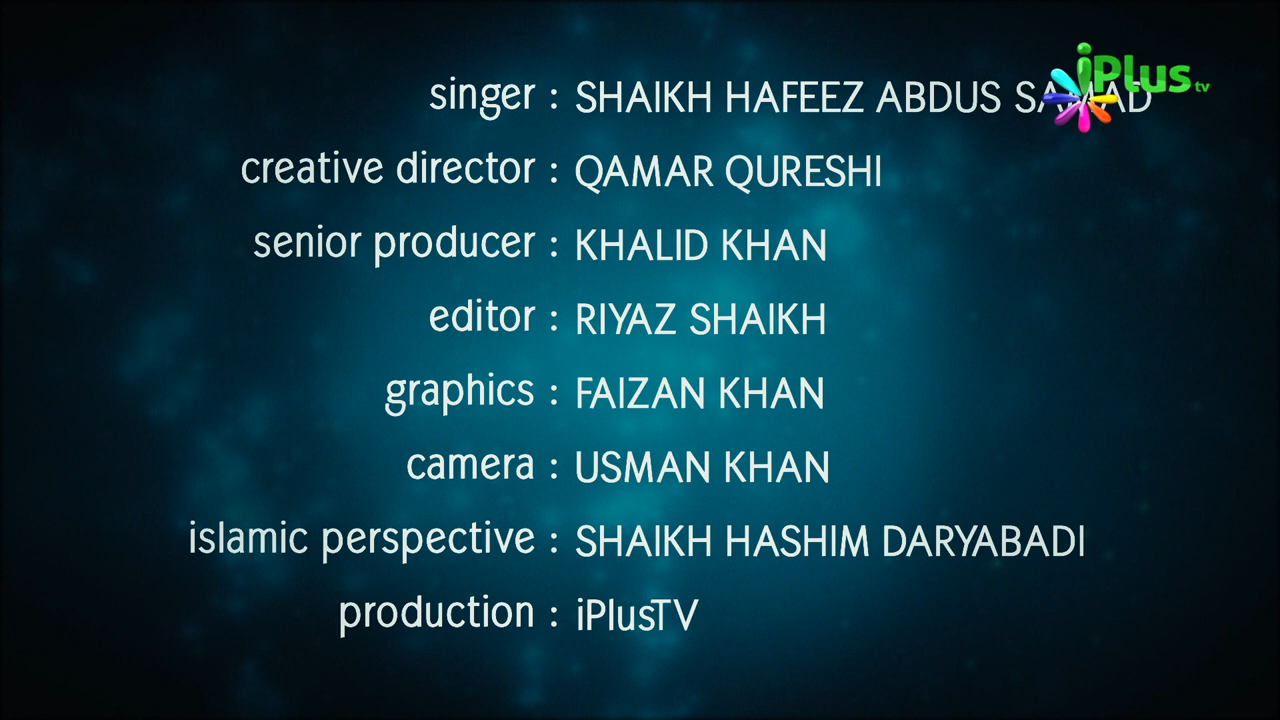 singer : SHAIKH HAFEEZ ABDUS SAMAD
creative director : QAMAR QURESHI
senior producer : KHALID KHAN
editor : RIYAZ SHAIKH
graphics : FAIZAN KHAN
camera : USMAN KHAN
islamic perspective : SHAIKH HASHIM DARYABADI
production : iPlusTV
iPlus tv